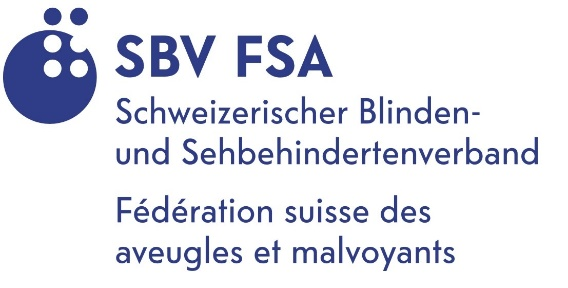 SBV FSA
Schweizerischer Blinden-
und Sehbehindertenverband
Fédération suisse des
aveugles et malvoyants